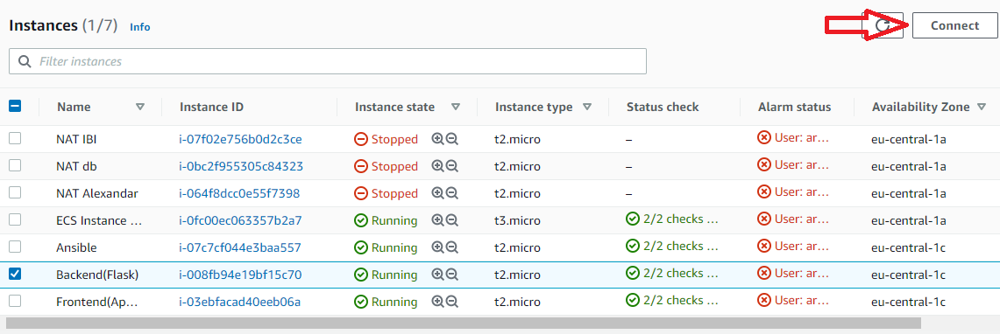 Instances (1/7) Info
Connect
Filter instances
Name Instance ID Instance state Instance type Status check Alarm status Availability Zone
NAT IBI i-07f02e756b0d2c3ce Stopped t2.micro – User: ar... eu-central-1a
NAT db i-0bc2f955305c84323 Stopped t2.micro – User: ar... eu-central-1a
NAT Alexandar i-064f8dcc0e55f7398 Stopped t2.micro – User: ar... eu-central-1a
ECS Instance ... i-0fc00ec063357b2a7 Running t3.micro 2/2 checks ... User: ar... eu-central-1a
Ansible i-07c7cf044e3baa557 Running t2.micro 2/2 checks ... User: ar... eu-central-1c
Backend(Flask) i-008fb94e19bf15c70 Running t2.micro 2/2 checks ... User: ar... eu-central-1c
Frontend(Ap... i-03ebfacad40eeb06a Running t2.micro 2/2 checks ... User: ar... eu-central-1c